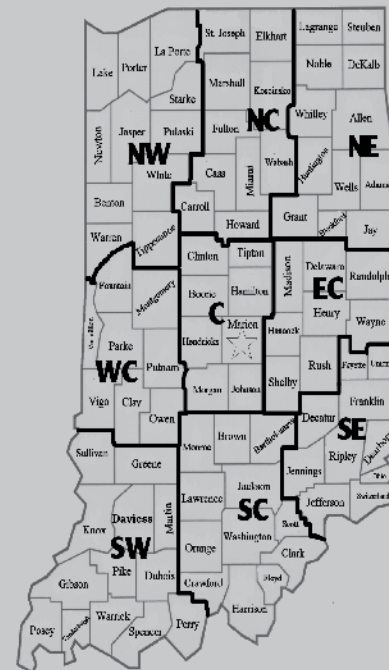 St. Joseph
Elkhart
Lagrange
Steuben
La Porte
Lake
Porter
Noble
DeKalb
Marshall
Kosciusko
Starke
NC
Whitley
Allen
NE
Newton
Jasper
Pulaski
Fulton
NW
White
Cass
Miami
Wabash
Huntington
Wells
Adams
Benton
Carroll
Grant
Blackford
Jay
Warren
Tippecanoe
Howard
Clinton
Tipton
Madison
Delaware
Randolph
Fountain
Montgomery
Boone
Hamilton
EC
C
Henry
Wayne
Marion
Hancock
Hendricks
Parke
Putnam
WC
Rush
Fayette
Union
Vigo
Clay
Morgan
Johnson
Shelby
Franklin
Owen
Decatur
SE
Sullivan
Greene
Monroe
Brown
Bartholomew
Dearborn
Ripley
Jennings
Ohio
Lawrence
Jackson
Jefferson
Switzerland
Knox
Daviess
Martin
SC
Scott
Washington
SW
Orange
Clark
Pike
Dubois
Gibson
Crawford
Floyd
Harrison
Posey
Warrick
Spencer
Perry